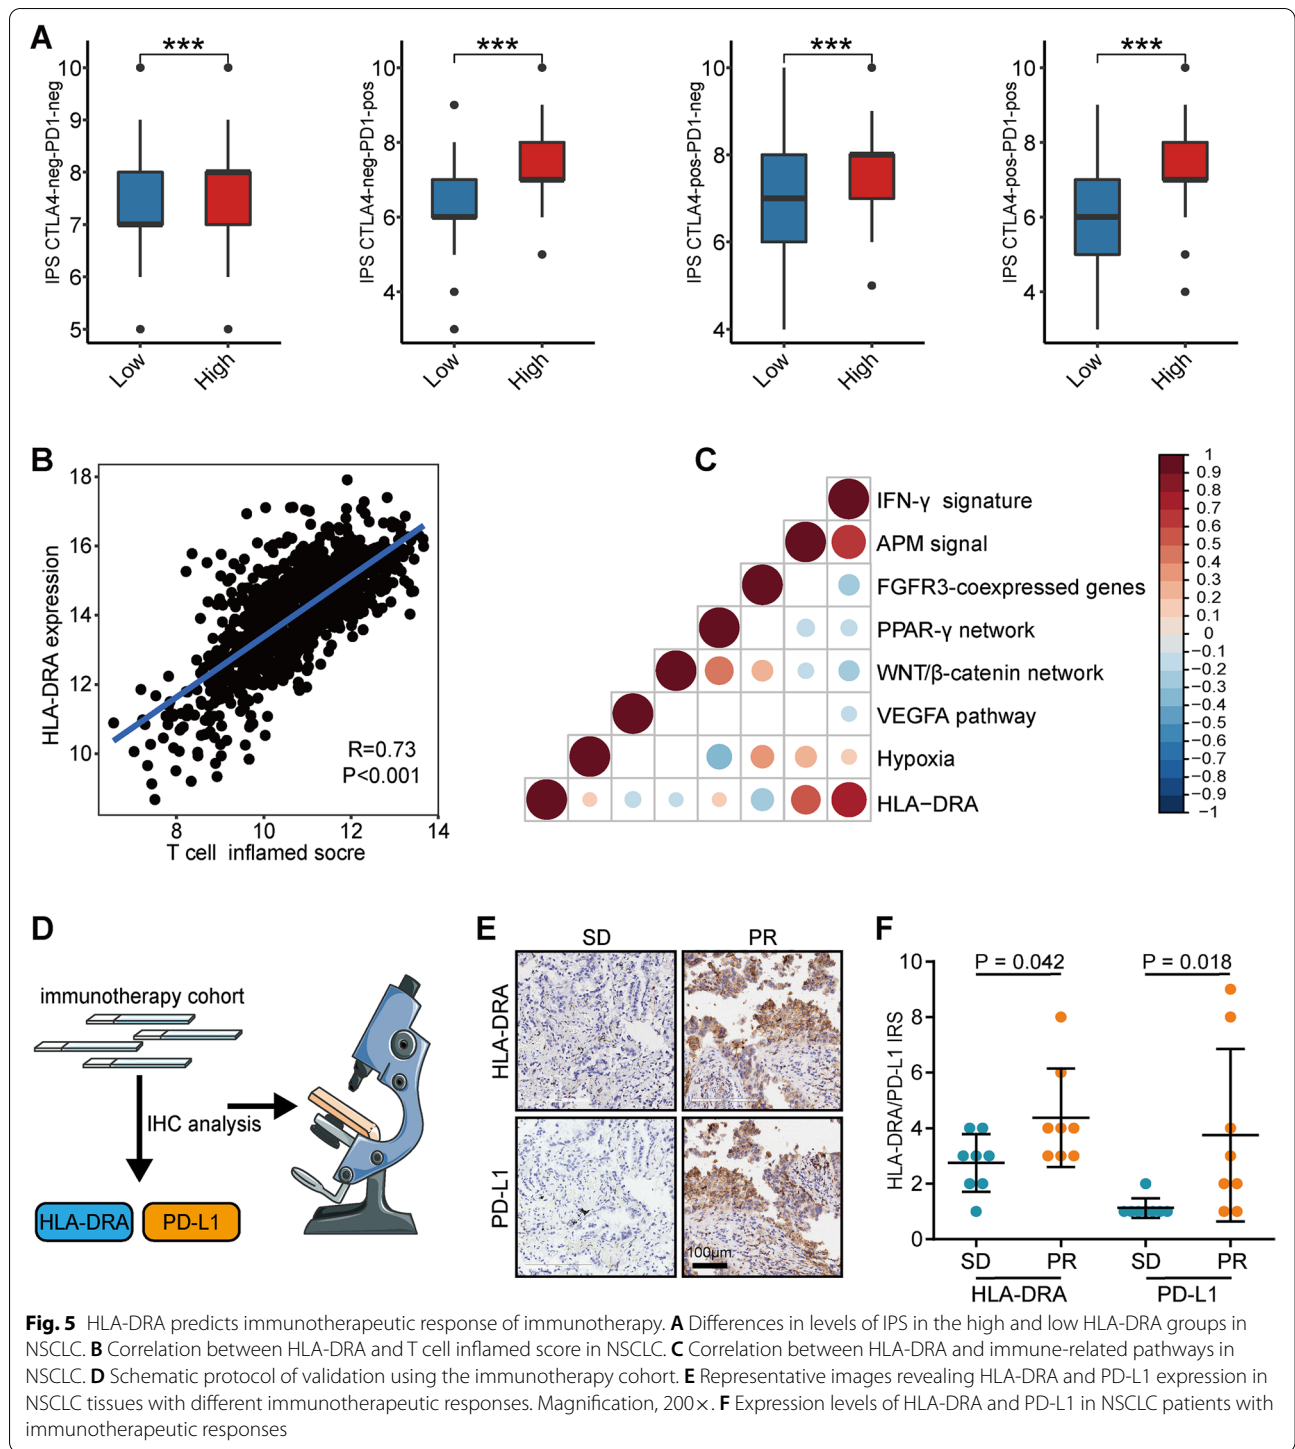 A
***
***
***
***
IPS CTLA4-neg-PD1-neg
10
9
8
7
6
5
Low
High
IPS CTLA4-neg-PD1-pos
10
8
6
4
Low
High
IPS CTLA4-pos-PD1-neg
10
8
6
4
Low
High
IPS CTLA4-pos-PD1-pos
10
8
6
4
Low
High
B
HLA-DRA expression
18
16
14
12
10
R=0.73
P<0.001
8
10
12
14
T cell inflamed socre
C
IFN-γ signature
APM signal
FGFR3-coexpressed genes
PPAR-γ network
WNT/β-catenin network
VEGFA pathway
Hypoxia
HLA−DRA
1
0.9
0.8
0.7
0.6
0.5
0.4
0.3
0.2
0.1
0
−0.1
−0.2
−0.3
−0.4
−0.5
−0.6
−0.7
−0.8
−0.9
−1
D
immunotherapy cohort
IHC analysis
HLA-DRA
PD-L1
E
SD
PR
HLA-DRA
PD-L1
100μm
F
HLA-DRA/PD-L1 IRS
10
8
6
4
2
0
P = 0.042
P = 0.018
SD
PR
SD
PR
HLA-DRA
PD-L1
Fig. 5 HLA-DRA predicts immunotherapeutic response of immunotherapy. A Differences in levels of IPS in the high and low HLA-DRA groups in
NSCLC. B Correlation between HLA-DRA and T cell inflamed score in NSCLC. C Correlation between HLA-DRA and immune-related pathways in
NSCLC. D Schematic protocol of validation using the immunotherapy cohort. E Representative images revealing HLA-DRA and PD-L1 expression in
NSCLC tissues with different immunotherapeutic responses. Magnification, 200×. F Expression levels of HLA-DRA and PD-L1 in NSCLC patients with
immunotherapeutic responses